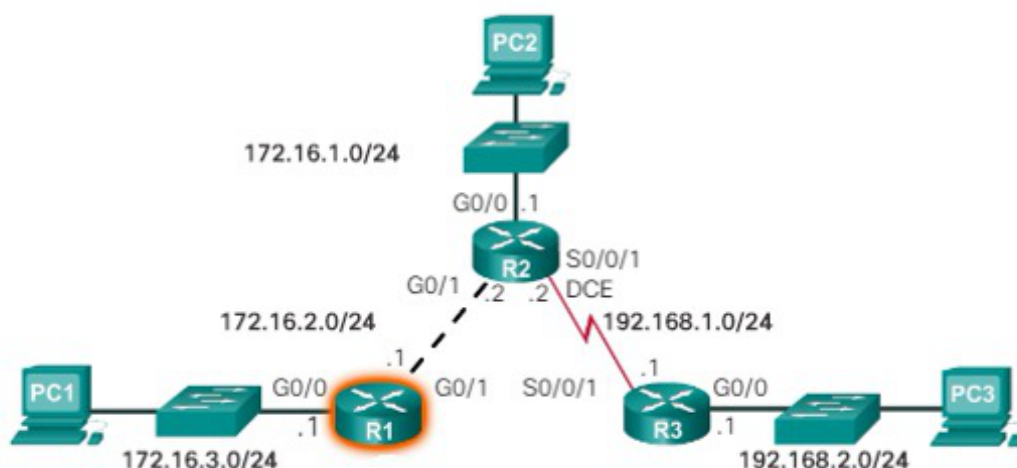 PC2
172.16.1.0/24
G0/0 .1
R2
S0/0/1
DCE
G0/1
.2 .2
172.16.2.0/24
192.168.1.0/24
.1
.1
PC1
G0/0
G0/1
S0/0/1
G0/0
PC3
.1
R1
R3
.1
172.16.3.0/24
192.168.2.0/24